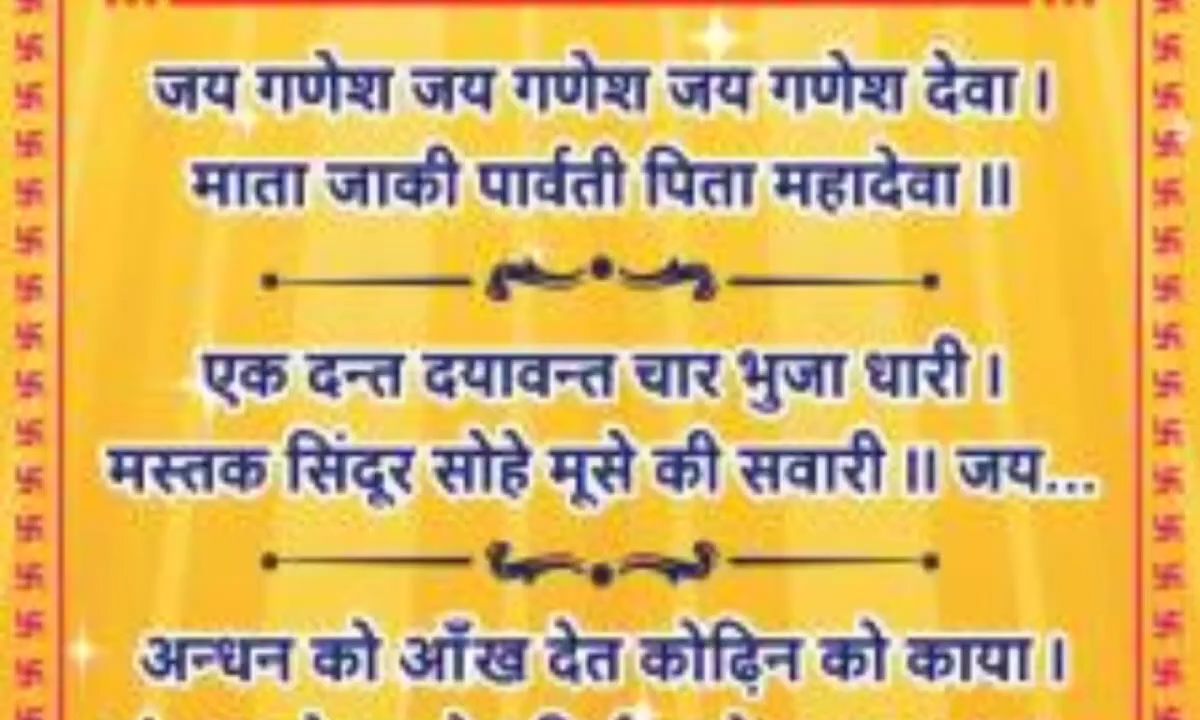 जय गणेश जय गणेश जय गणेश देवा ।
माता जाकी पार्वती पिता महादेवा ॥
एक दन्त दयावन्त चार भुजा धारी ।
मस्तक सिंदूर सोहे मूसे की सवारी ॥ जय...
अन्धन को आँख देत कोढ़िन को काया ।